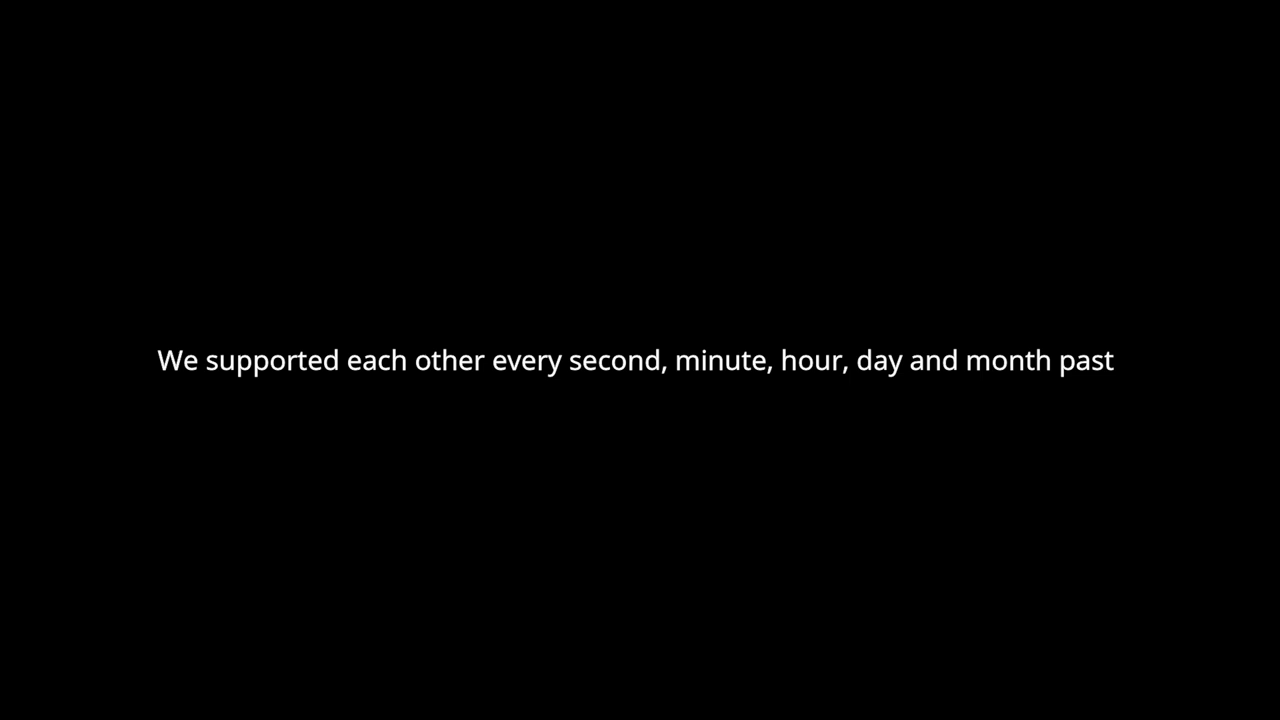 We supported each other every second, minute, hour, day and month past